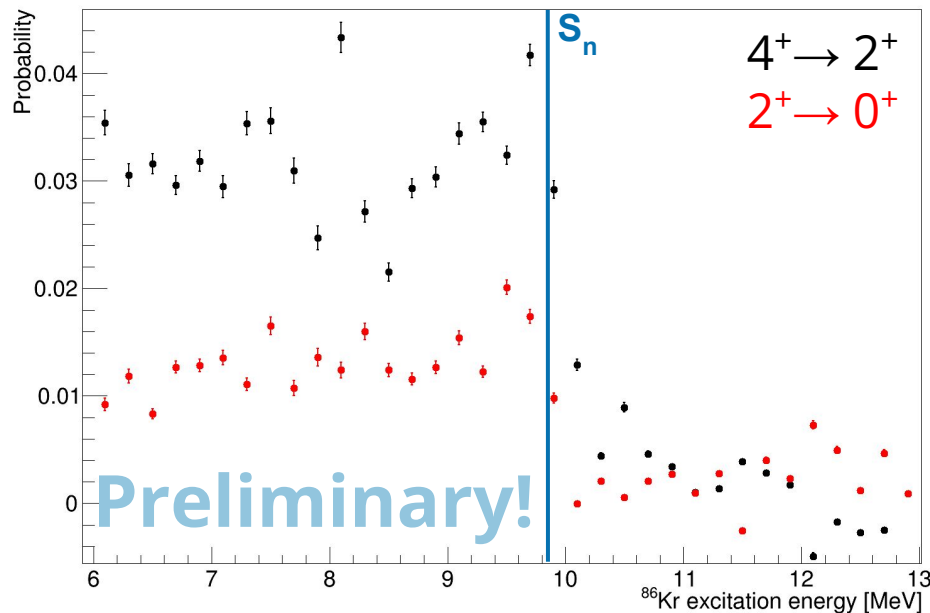 Probability
0.04
0.03
0.02
0.01
0
Sₙ
4⁺→ 2⁺
2⁺→ 0⁺
Preliminary!
6 7 8 9 10 11 12 13
⁸⁶Kr excitation energy [MeV]